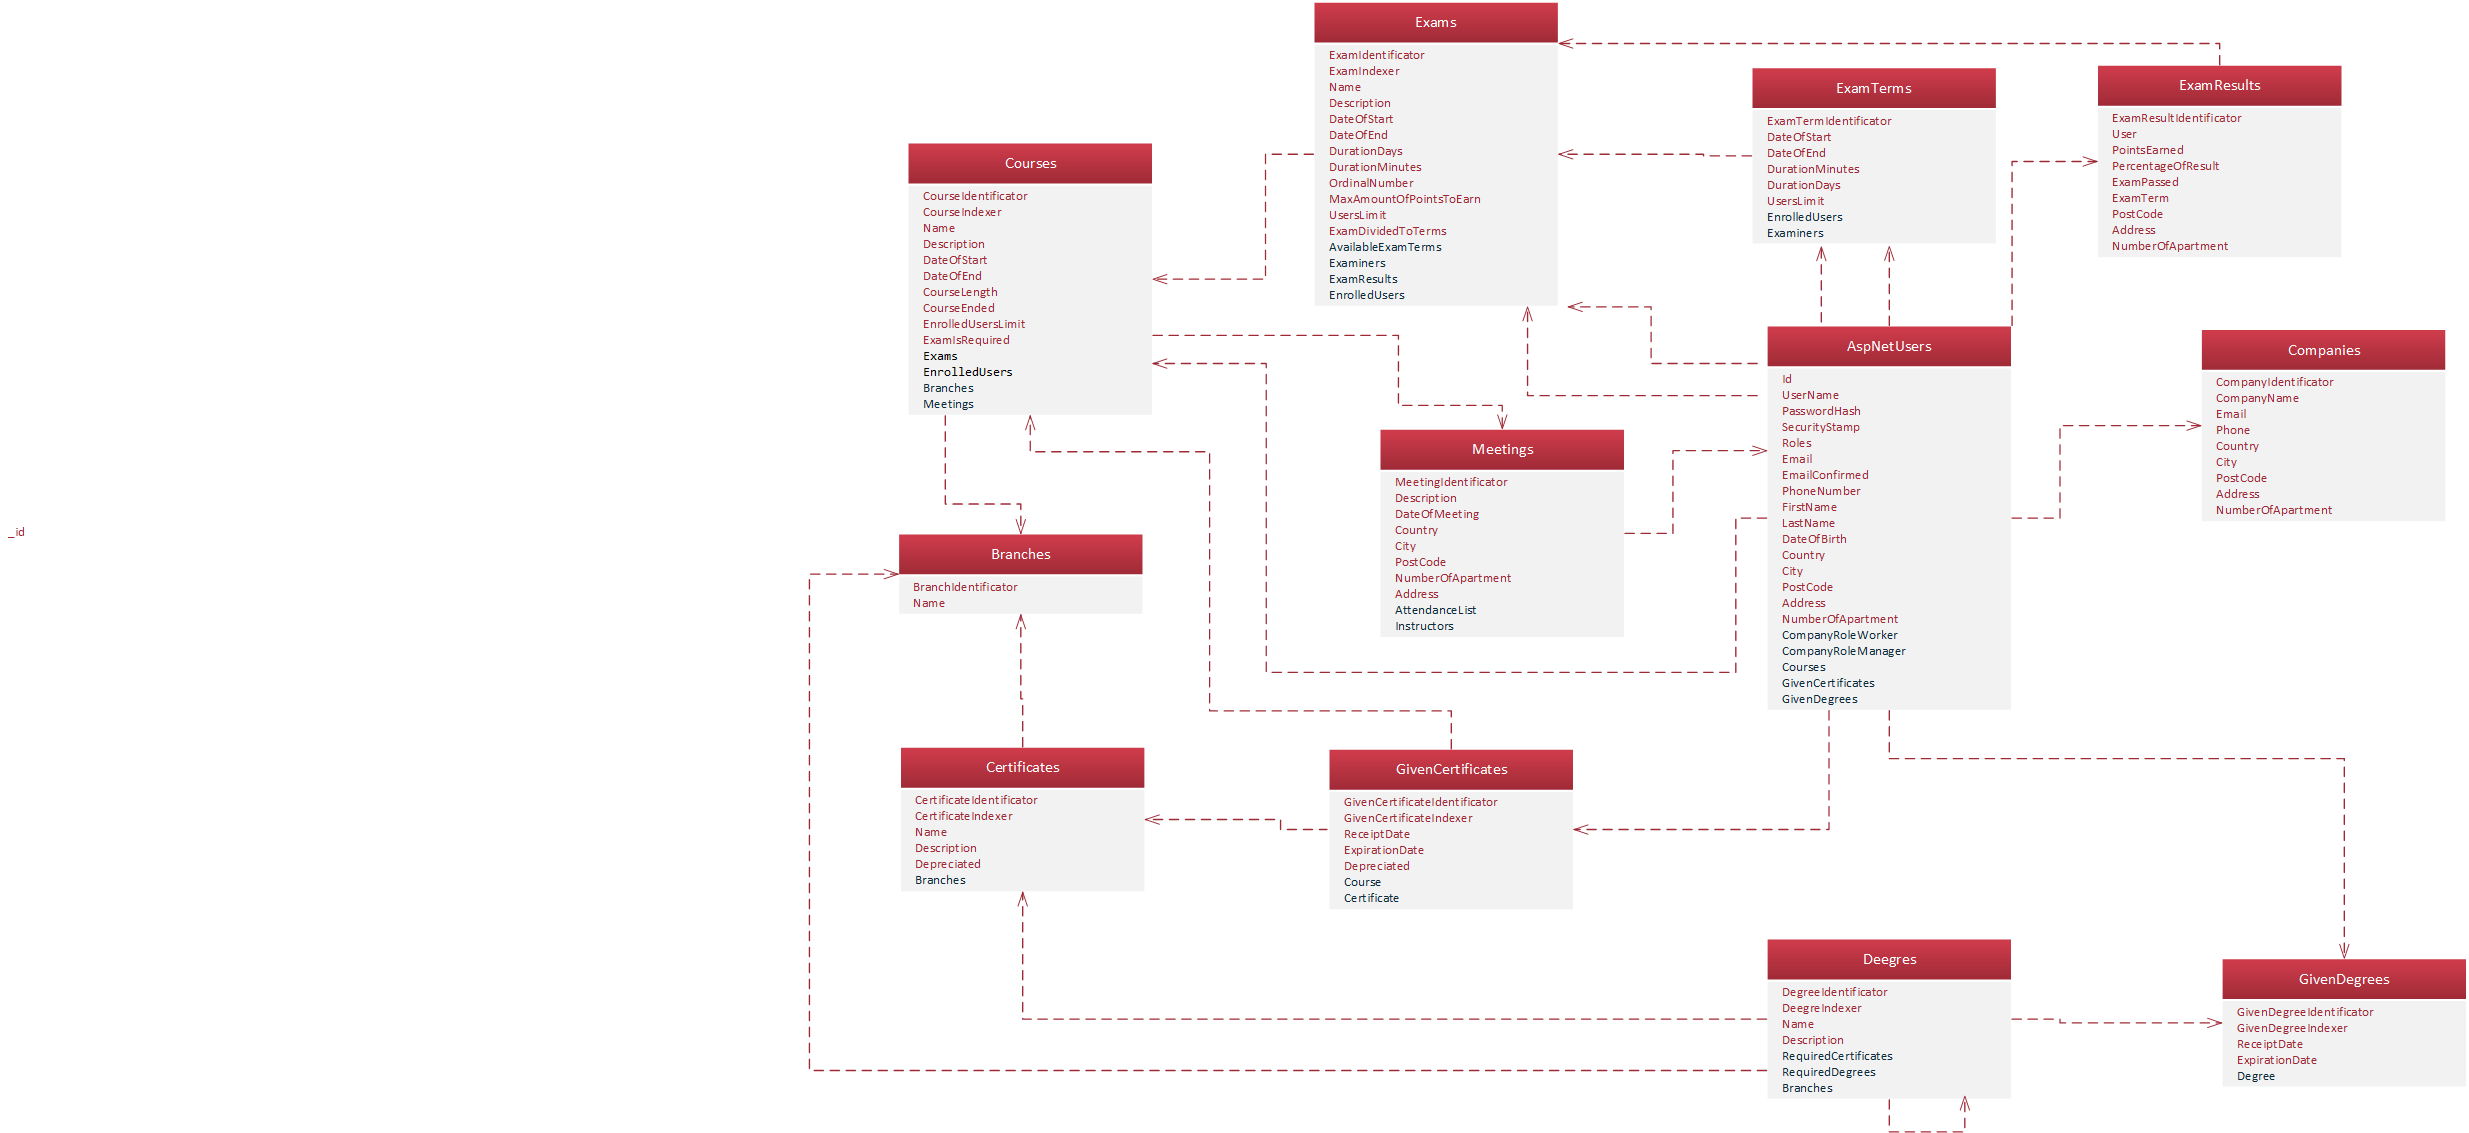 Exams
ExamIdentificator
ExamIndexer
Name
Description
DateOfStart
DateOfEnd
DurationDays
DurationMinutes
OrdinalNumber
MaxAmountOfPointsToEarn
UsersLimit
ExamDividedToTerms
AvailableExamTerms
Examiners
ExamResults
EnrolledUsers
ExamTerms
ExamTermIdentificator
DateOfStart
DateOfEnd
DurationMinutes
DurationDays
UsersLimit
EnrolledUsers
Examiners
ExamResults
ExamResultIdentificator
User
PointsEarned
PercentageOfResult
ExamPassed
ExamTerm
PostCode
Address
NumberOfApartment
Courses
CourseIdentificator
CourseIndexer
Name
Description
DateOfStart
DateOfEnd
CourseLength
CourseEnded
EnrolledUsersLimit
ExamIsRequired
Exams
EnrolledUsers
Branches
Meetings
AspNetUsers
Id
UserName
PasswordHash
SecurityStamp
Roles
Email
EmailConfirmed
PhoneNumber
FirstName
LastName
DateOfBirth
Country
City
PostCode
Address
NumberOfApartment
CompanyRoleWorker
CompanyRoleManager
Courses
GivenCertificates
GivenDegrees
Companies
CompanyIdentificator
CompanyName
Email
Phone
Country
City
PostCode
Address
NumberOfApartment
Meetings
MeetingIdentificator
Description
DateOfMeeting
Country
City
PostCode
NumberOfApartment
Address
AttendanceList
Instructors
_id
Branches
BranchIdentificator
Name
Certificates
CertificateIdentificator
CertificateIndexer
Name
Description
Depreciated
Branches
GivenCertificates
GivenCertificateIdentificator
GivenCertificateIndexer
ReceiptDate
ExpirationDate
Depreciated
Course
Certificate
Deegres
DegreeIdentificator
DeegreIndexer
Name
Description
RequiredCertificates
RequiredDegrees
Branches
GivenDegrees
GivenDegreeIdentificator
GivenDegreeIndexer
ReceiptDate
ExpirationDate
Degree